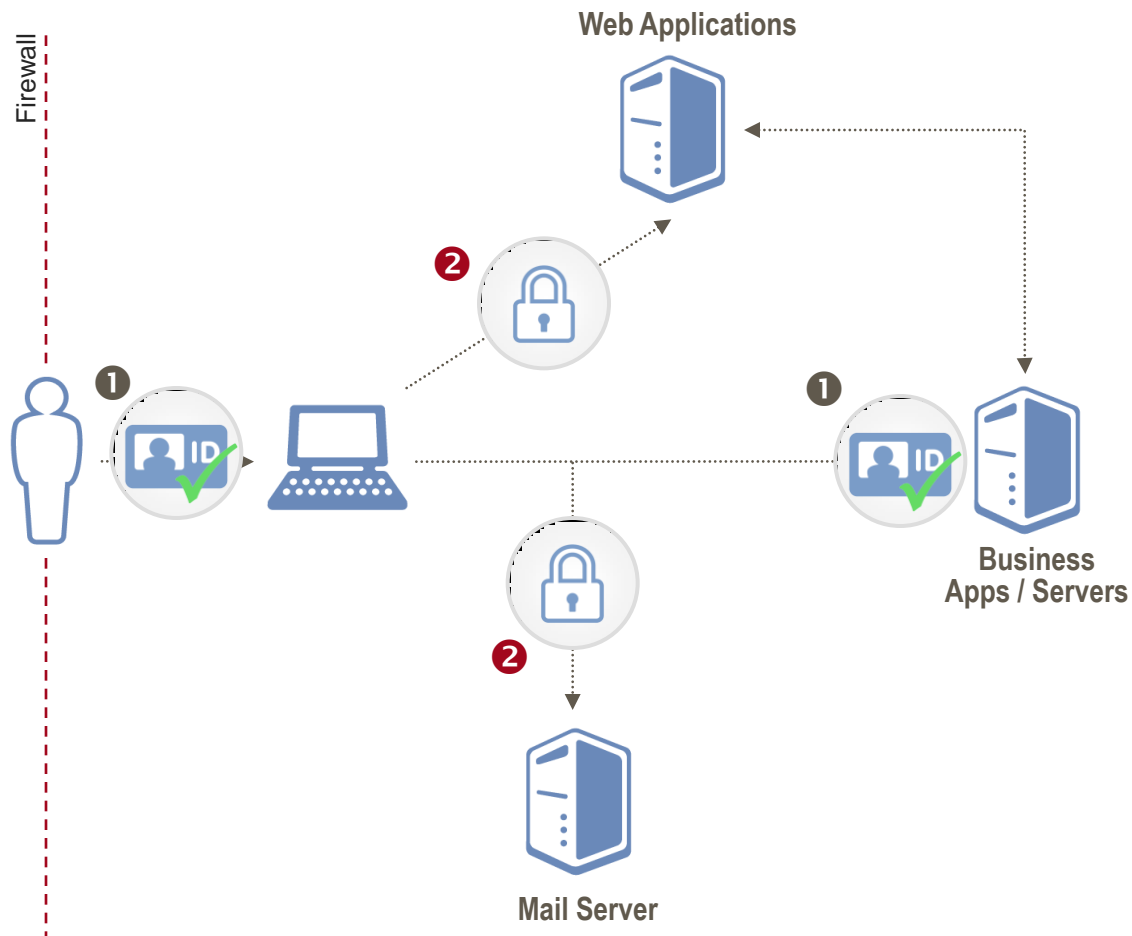 Web Applications
Firewall
2
1
1
ID
ID
Business
Apps / Servers
2
Mail Server